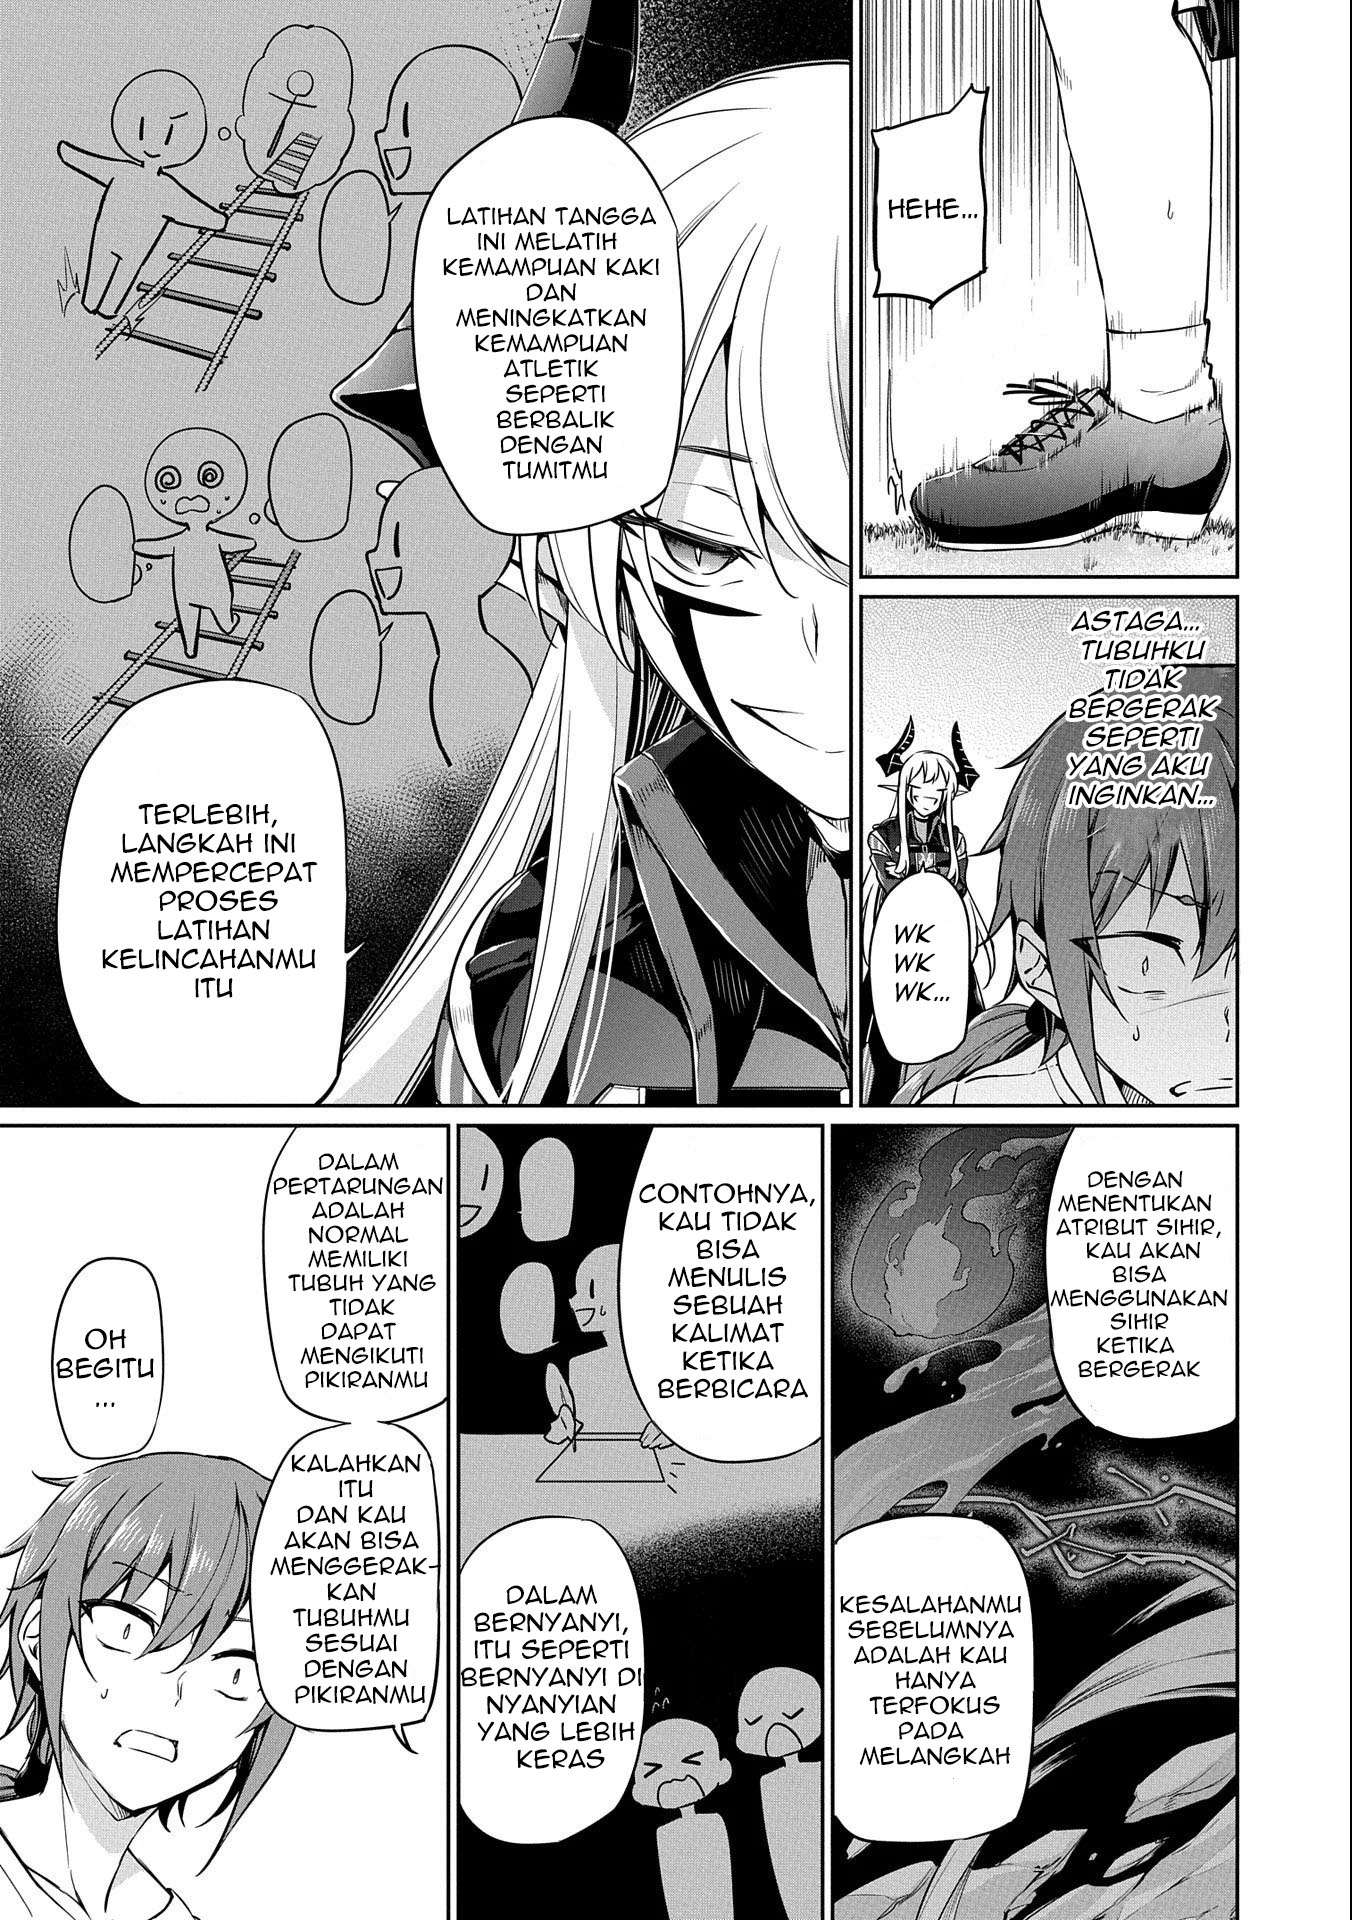 HEHE...
ASTAGA...
TUBUHKU
TIDAK
BERGERAK
SEPERTI
YANG AKU
INGINKAN...
WK
WK
WK...
LATIHAN TANGGA
INI MELATIH
KEMAMPUAN KAKI
DAN
MENINGKATKAN
KEMAMPUAN
ATLETIK
SEPERTI
BERBALIK
DENGAN
TUMITMU
TERLEBIH,
LANGKAH INI
MEMPERCEPAT
PROSES
LATIHAN
KELINCAHANMU
ITU
DENGAN
MENENTUKAN
ATRIBUT SIHIR,
KAU AKAN
BISA
MENGGUNAKAN
SIHIR
KETIKA
BERGERAK
KESALAHANMU
SEBELUMNYA
ADALAH KAU
HANYA
TERFOKUS
PADA
MELANGKAH
CONTOHNYA,
KAU TIDAK
BISA
MENULIS
SEBUAH
KALIMAT
KETIKA
BERBICARA
DALAM
BERNYANYI,
ITU SEPERTI
BERNYANYI DI
NYANYIAN
YANG LEBIH
KERAS
DALAM
PERTARUNGAN
ADALAH
NORMAL
MEMILIKI
TUBUH YANG
TIDAK
DAPAT
MENGIKUTI
PIKIRANMU
KALAHKAN
ITU
DAN KAU
AKAN BISA
MENGGERAK-
KAN
TUBUHMU
SESUAI
DENGAN
PIKIRANMU
OH
BEGITU
...